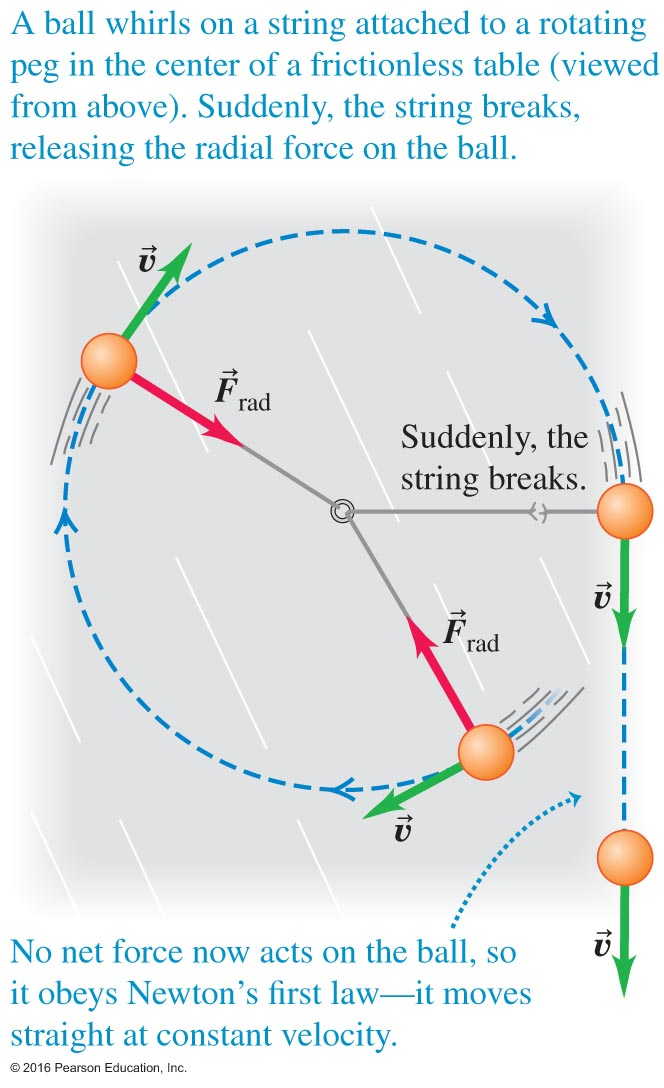 A ball whirls on a string attached to a rotating
peg in the center of a frictionless table (viewed
from above). Suddenly, the string breaks,
releasing the radial force on the ball.
v⃗
F⃗rad
Suddenly, the
string breaks.
v⃗
F⃗rad
v⃗
v⃗
No net force now acts on the ball, so
it obeys Newton’s first law—it moves
straight at constant velocity.
© 2016 Pearson Education, Inc.